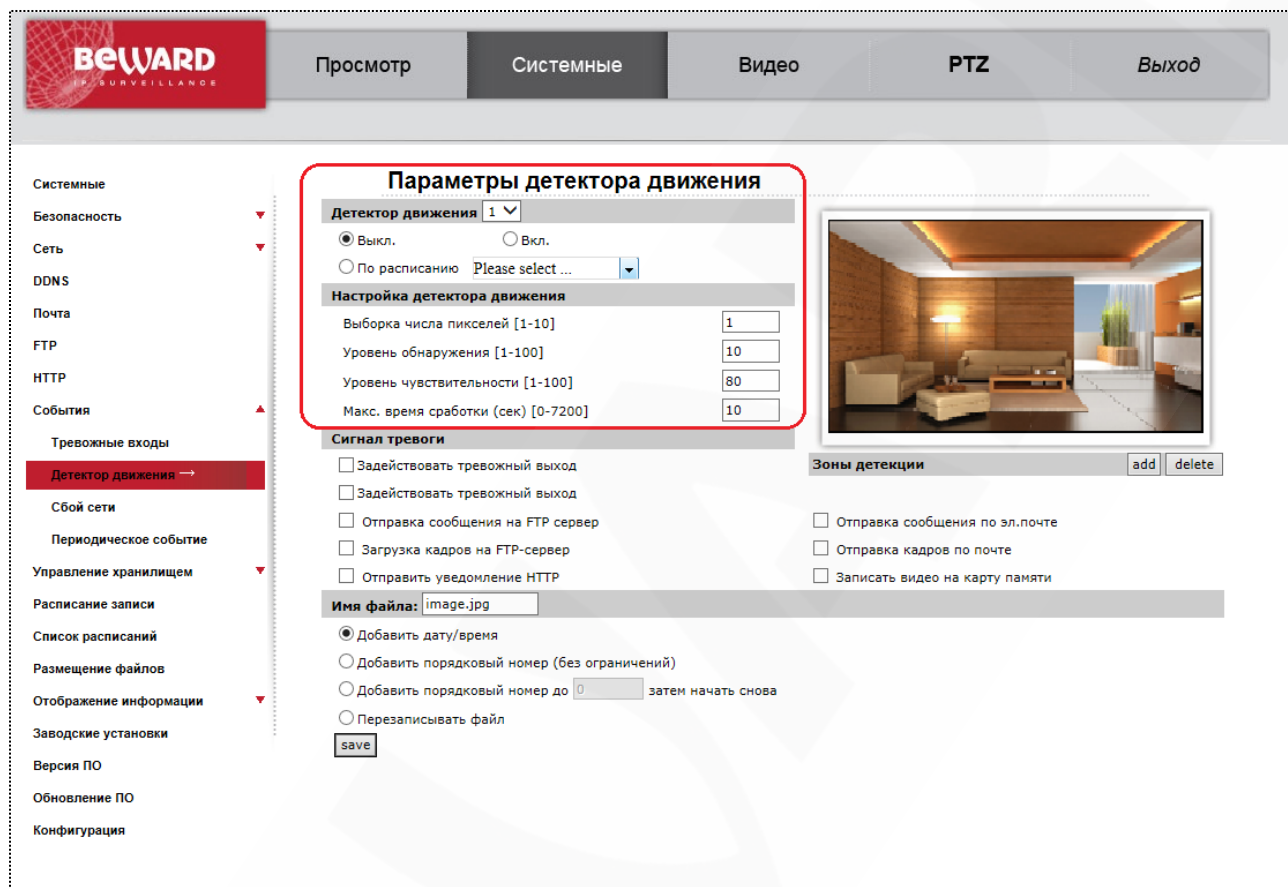 BEWARD
IP SURVEILLANCE
Просмотр
Системные
Видео
PTZ
Выход
Системные
Безопасность
Сеть
DDNS
Почта
FTP
HTTP
События
Тревожные входы
Детектор движения →
Сбой сети
Периодическое событие
Управление хранилищем
Расписание записи
Список расписаний
Размещение файлов
Отображение информации
Заводские установки
Версия ПО
Обновление ПО
Конфигурация
Параметры детектора движения
Детектор движения 1
Выкл. Вкл.
По расписанию Please select ...
Настройка детектора движения
Выборка числа пикселей [1-10] 1
Уровень обнаружения [1-100] 10
Уровень чувствительности [1-100] 80
Макс. время сработки (сек) [0-7200] 10
Сигнал тревоги
Зоны детекции add delete
Задействовать тревожный выход
Задействовать тревожный выход
Отправка сообщения на FTP сервер Отправка сообщения по эл.почте
Загрузка кадров на FTP-сервер Отправка кадров по почте
Отправить уведомление HTTP Записать видео на карту памяти
Имя файла: image.jpg
Добавить дату/время
Добавить порядковый номер (без ограничений)
Добавить порядковый номер до 0 затем начать снова
Перезаписывать файл
save